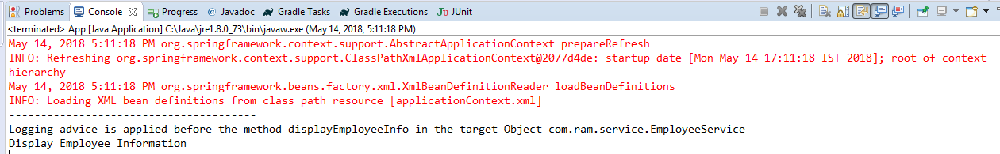 Problems Console Progress Javadoc Gradle Tasks Gradle Executions JUnit
<terminated> App [Java Application] C:\Java\jre1.8.0_73\bin\javaw.exe (May 14, 2018, 5:11:18 PM)
May 14, 2018 5:11:18 PM org.springframework.context.support.AbstractApplicationContext prepareRefresh
INFO: Refreshing org.springframework.context.support.ClassPathXmlApplicationContext@2077d4de: startup date [Mon May 14 17:11:18 IST 2018]; root of context
hierarchy
May 14, 2018 5:11:18 PM org.springframework.beans.factory.xml.XmlBeanDefinitionReader loadBeanDefinitions
INFO: Loading XML bean definitions from class path resource [applicationContext.xml]
---------------------------------------
Logging advice is applied before the method displayEmployeeInfo in the target Object com.ram.service.EmployeeService
Display Employee Information